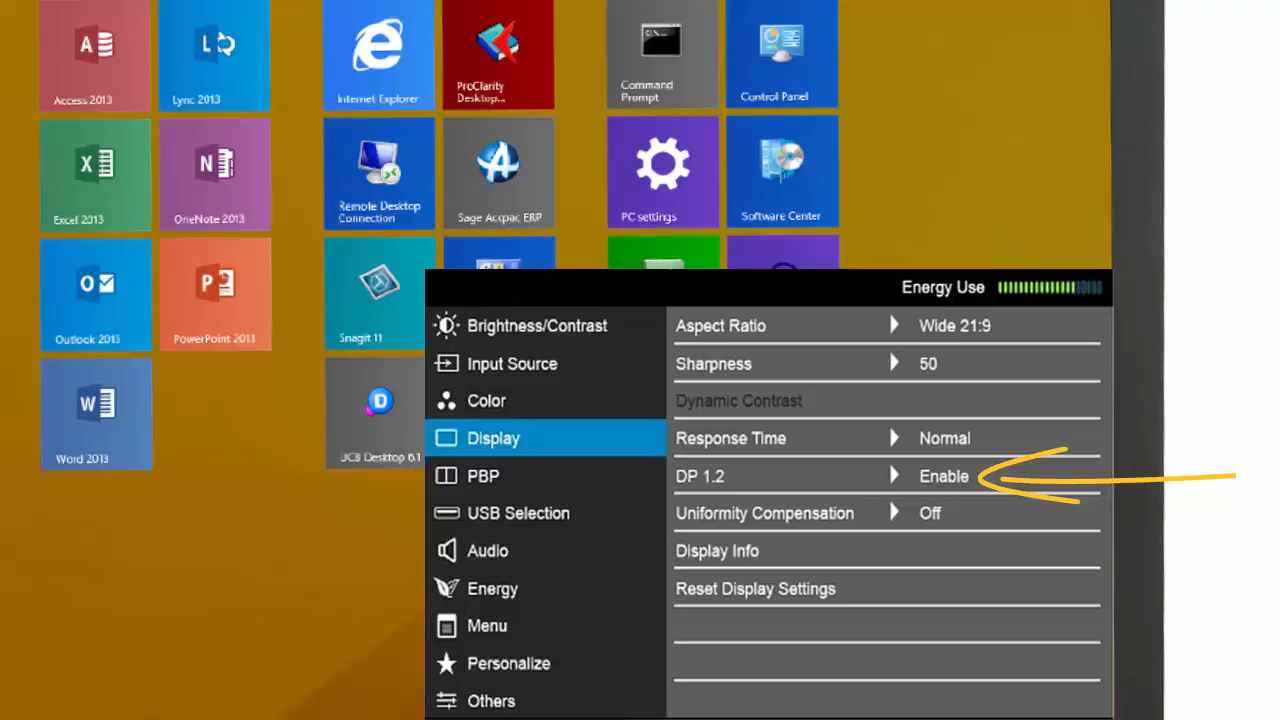 Access 2013
Lync 2013
Internet Explorer
ProClarity
Desktop...
Command
Prompt
Control Panel
Excel 2013
OneNote 2013
Remote Desktop
Connection
Sage Accpac ERP
PC settings
Software Center
Outlook 2013
PowerPoint 2013
Snagit 11
Word 2013
UCB Desktop 6.1
Energy Use
Brightness/Contrast
Aspect Ratio Wide 21:9
Input Source
Sharpness 50
Color
Dynamic Contrast
Display
Response Time Normal
PBP
DP 1.2 Enable
USB Selection
Uniformity Compensation Off
Audio
Display Info
Energy
Reset Display Settings
Menu
Personalize
Others